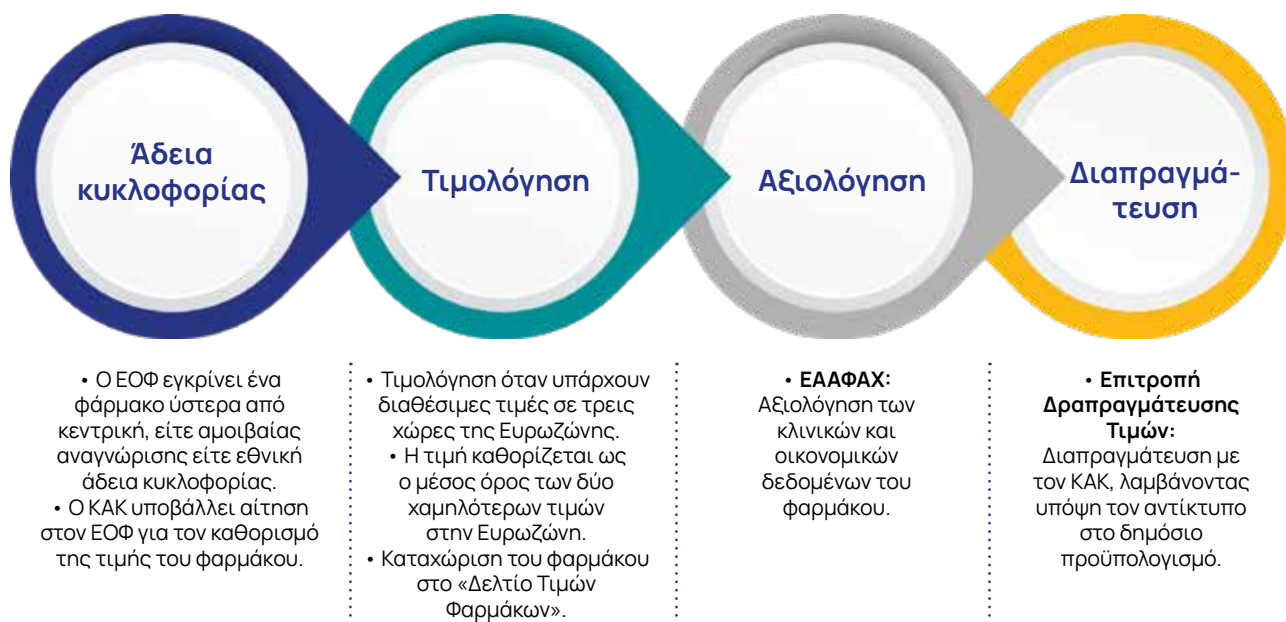 Άδεια
κυκλοφορίας
Τιμολόγηση
Αξιολόγηση
Διαπραγμά-
τευση
• Ο ΕΟΦ εγκρίνει ένα
φάρμακο ύστερα από
κεντρική, είτε αμοιβαίας
αναγνώρισης είτε εθνική
άδεια κυκλοφορίας.
• Ο ΚΑΚ υποβάλλει αίτηση
στον ΕΟΦ για τον καθορισμό
της τιμής του φαρμάκου.
• Τιμολόγηση όταν υπάρχουν
διαθέσιμες τιμές σε τρεις
χώρες της Ευρωζώνης.
• Η τιμή καθορίζεται ως
ο μέσος όρος των δύο
χαμηλότερων τιμών
στην Ευρωζώνη.
• Καταχώριση του φαρμάκου
στο «Δελτίο Τιμών
Φαρμάκων».
• ΕΑΑΦΑΧ:
Αξιολόγηση των
κλινικών και
οικονομικών
δεδομένων του
φαρμάκου.
• Επιτροπή
Δραπραγμάτευσης
Τιμών:
Διαπραγμάτευση με
τον ΚΑΚ, λαμβάνοντας
υπόψη τον αντίκτυπο
στο δημόσιο
προϋπολογισμό.